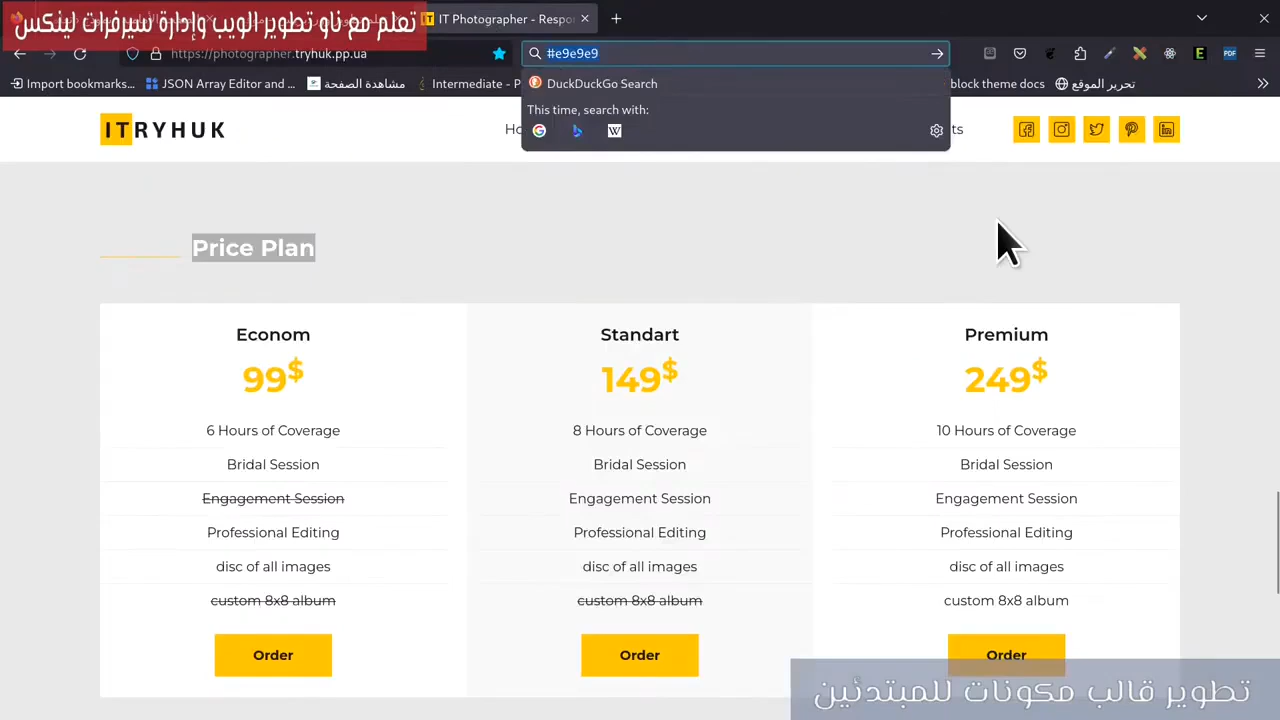 تعلم مع ناو تطوير الويب وإدارة سيرفرات لينكس
IT Photographer - Respo
https://photographer.tryhuk.pp.ua
#e9e9e9
Import bookmarks...
JSON Array Editor and ...
مشاهدة الصفحة
Intermediate - P
block theme docs
تحرير الموقع
DuckDuckGo Search
This time, search with:
ITRYHUK
Ho
ts
Price Plan
Econom
Standart
Premium
99$
149$
249$
6 Hours of Coverage
8 Hours of Coverage
10 Hours of Coverage
Bridal Session
Bridal Session
Bridal Session
Engagement Session
Engagement Session
Engagement Session
Professional Editing
Professional Editing
Professional Editing
disc of all images
disc of all images
disc of all images
custom 8x8 album
custom 8x8 album
custom 8x8 album
Order
Order
Order
تطوير قالب مكونات للمبتدئين